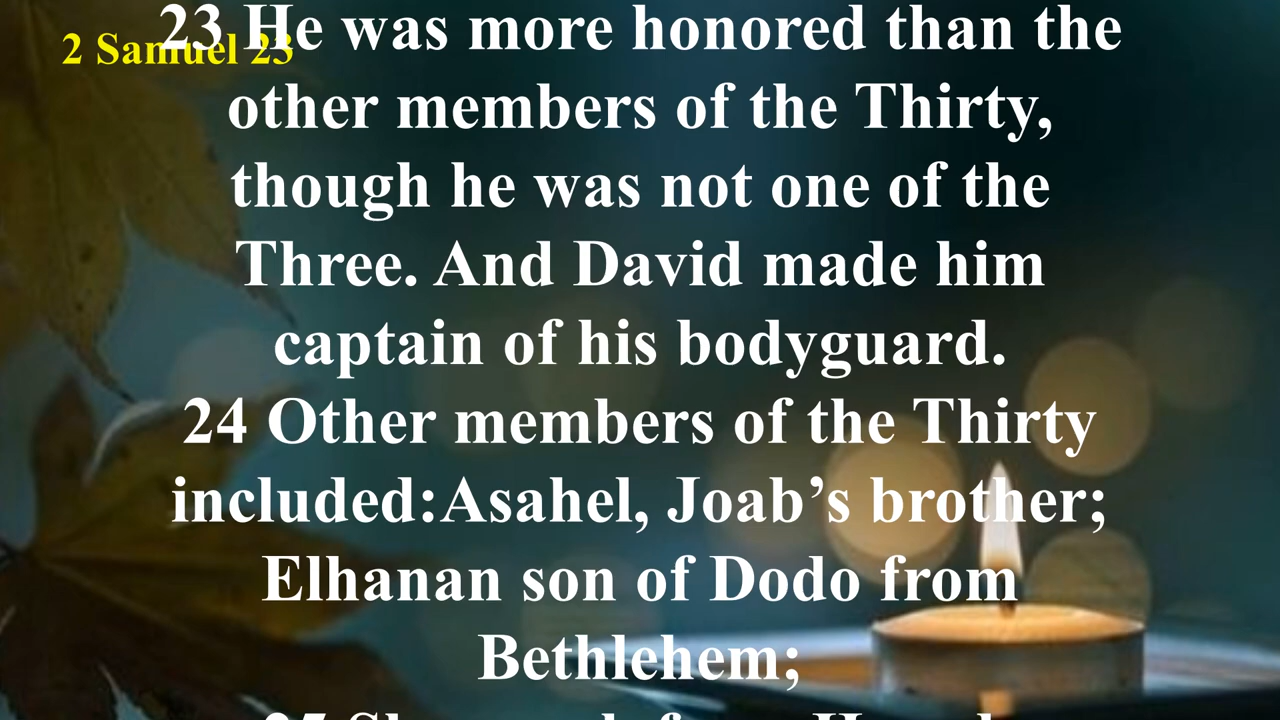 2 Samuel 23
23 He was more honored than the
other members of the Thirty,
though he was not one of the
Three. And David made him
captain of his bodyguard.
24 Other members of the Thirty
included:Asahel, Joab’s brother;
Elhanan son of Dodo from
Bethlehem;